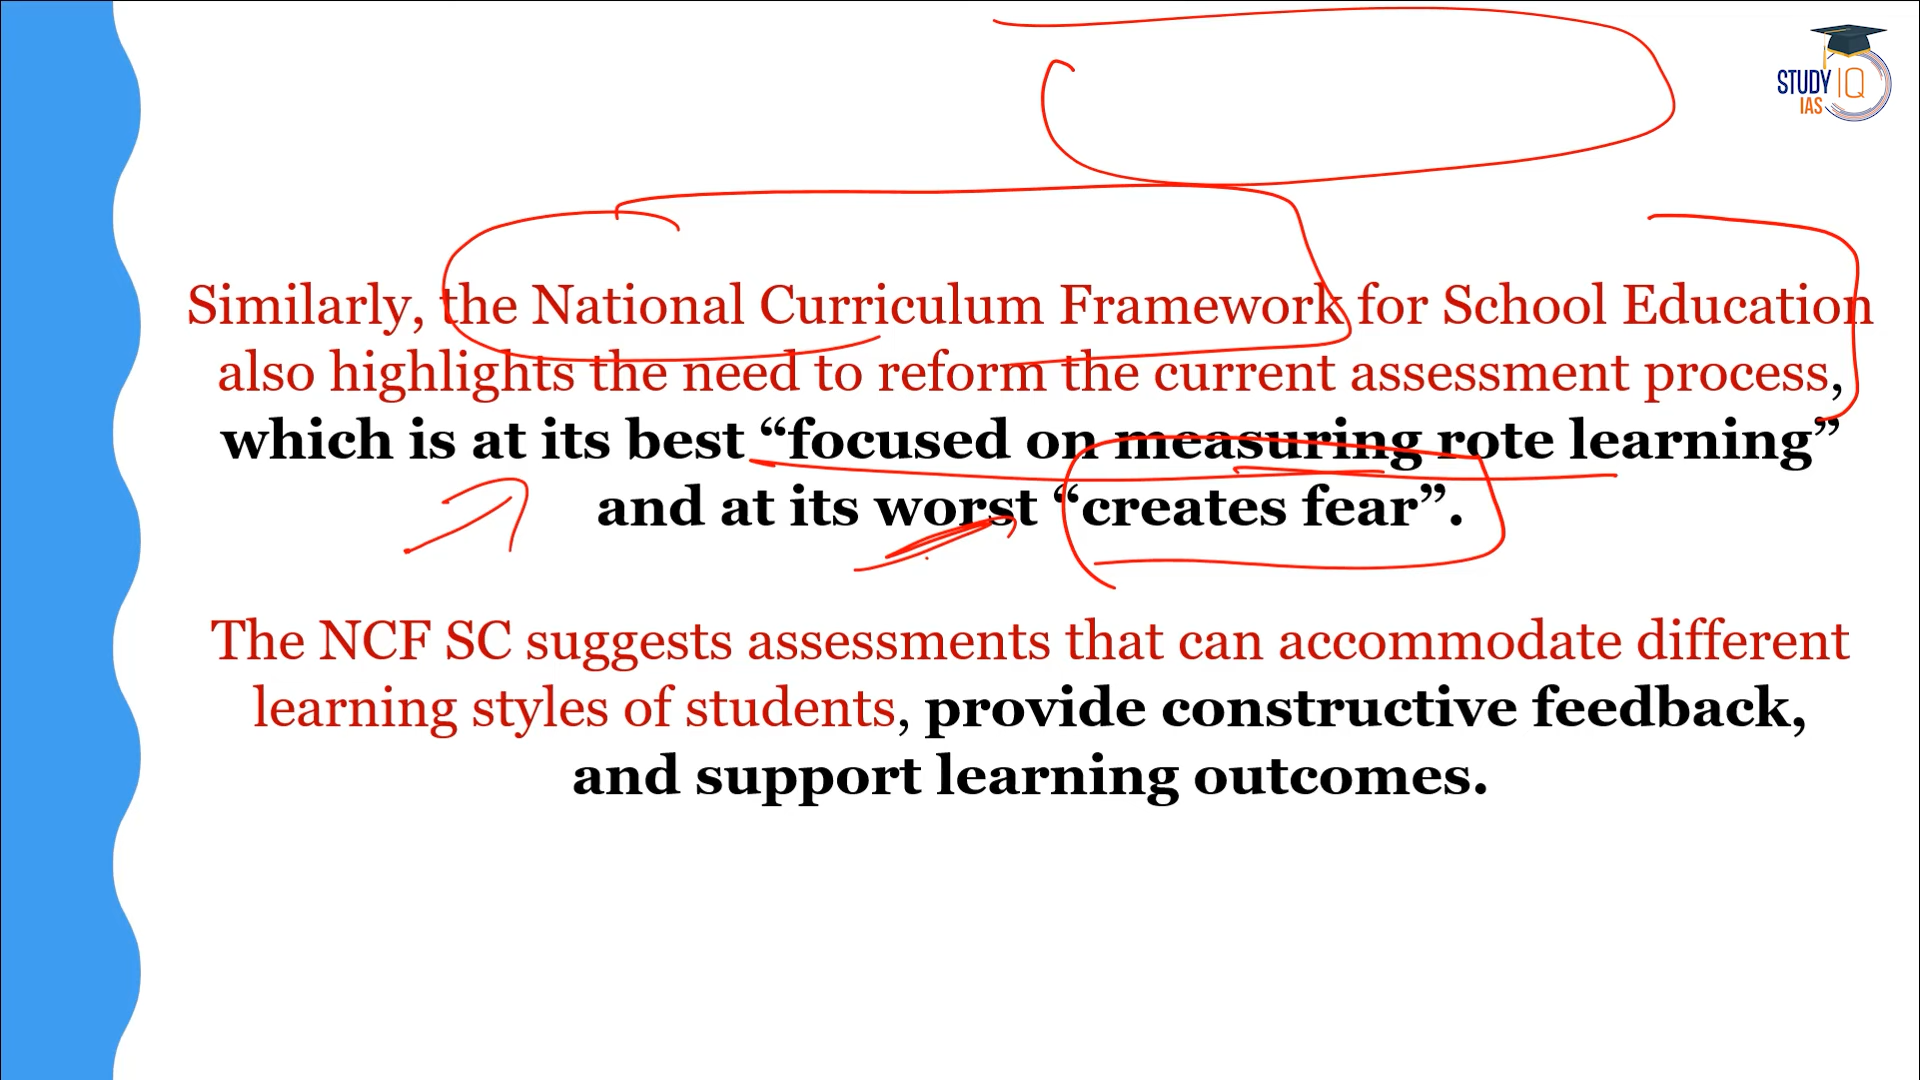 STUDY IQ
IAS
Similarly, the National Curriculum Framework for School Education
also highlights the need to reform the current assessment process,
which is at its best “focused on measuring rote learning”
and at its worst “creates fear”.
The NCF SC suggests assessments that can accommodate different
learning styles of students, provide constructive feedback,
and support learning outcomes.